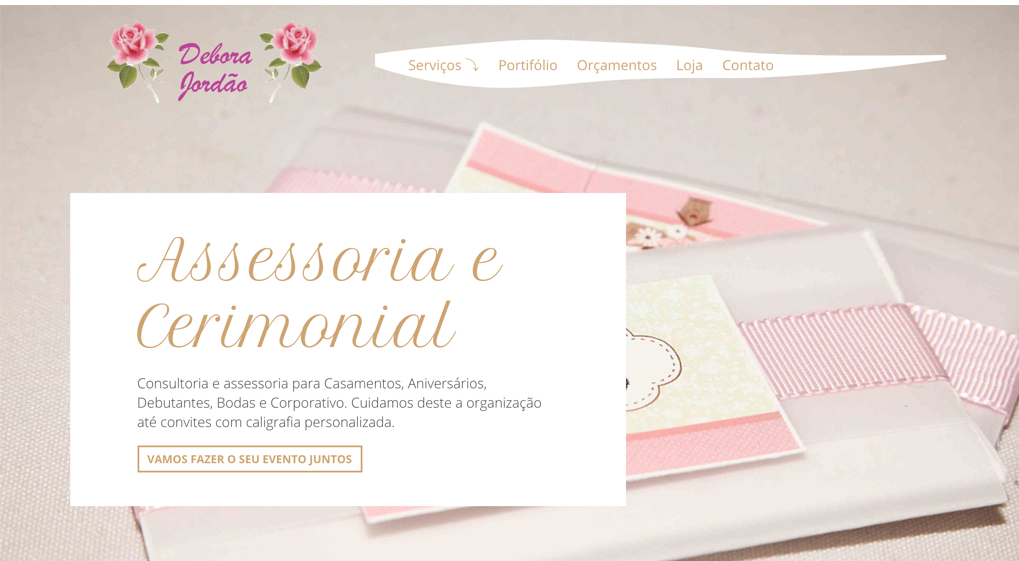 Debora
Jordão
Serviços Portifólio Orçamentos Loja Contato
Assessoria e
Cerimonial
Consultoria e assessoria para Casamentos, Aniversários,
Debutantes, Bodas e Corporativo. Cuidamos deste a organização
até convites com caligrafia personalizada.
VAMOS FAZER O SEU EVENTO JUNTOS